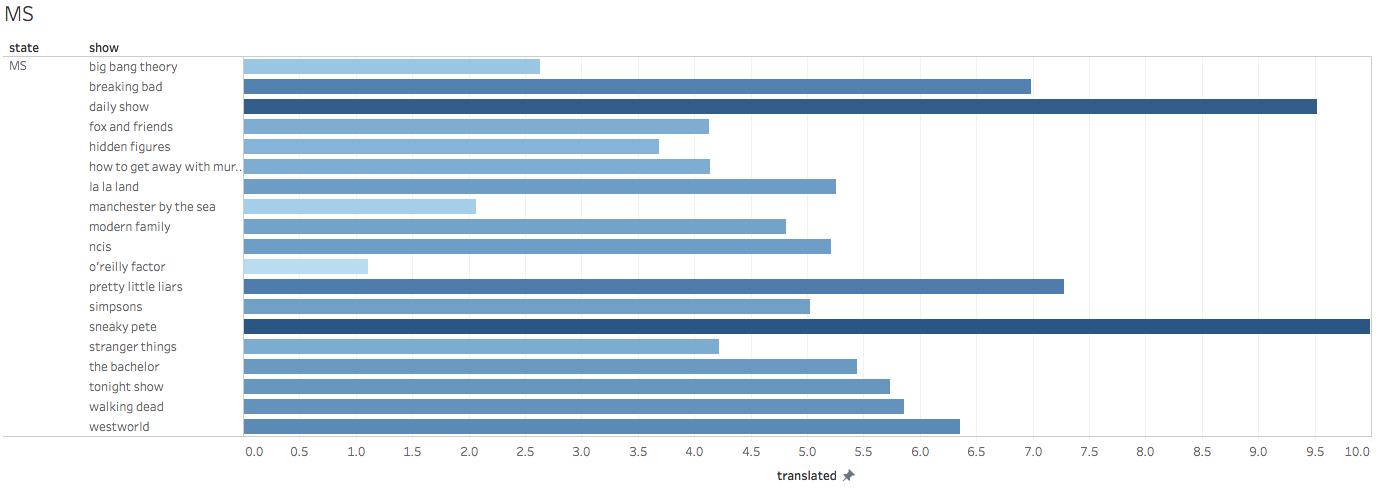 MS
state show
MS big bang theory
breaking bad
daily show
fox and friends
hidden figures
how to get away with mur..
la la land
manchester by the sea
modern family
ncis
o'reilly factor
pretty little liars
simpsons
sneaky pete
stranger things
the bachelor
tonight show
walking dead
westworld
0.0 0.5 1.0 1.5 2.0 2.5 3.0 3.5 4.0 4.5 5.0 5.5 6.0 6.5 7.0 7.5 8.0 8.5 9.0 9.5 10.0
translated